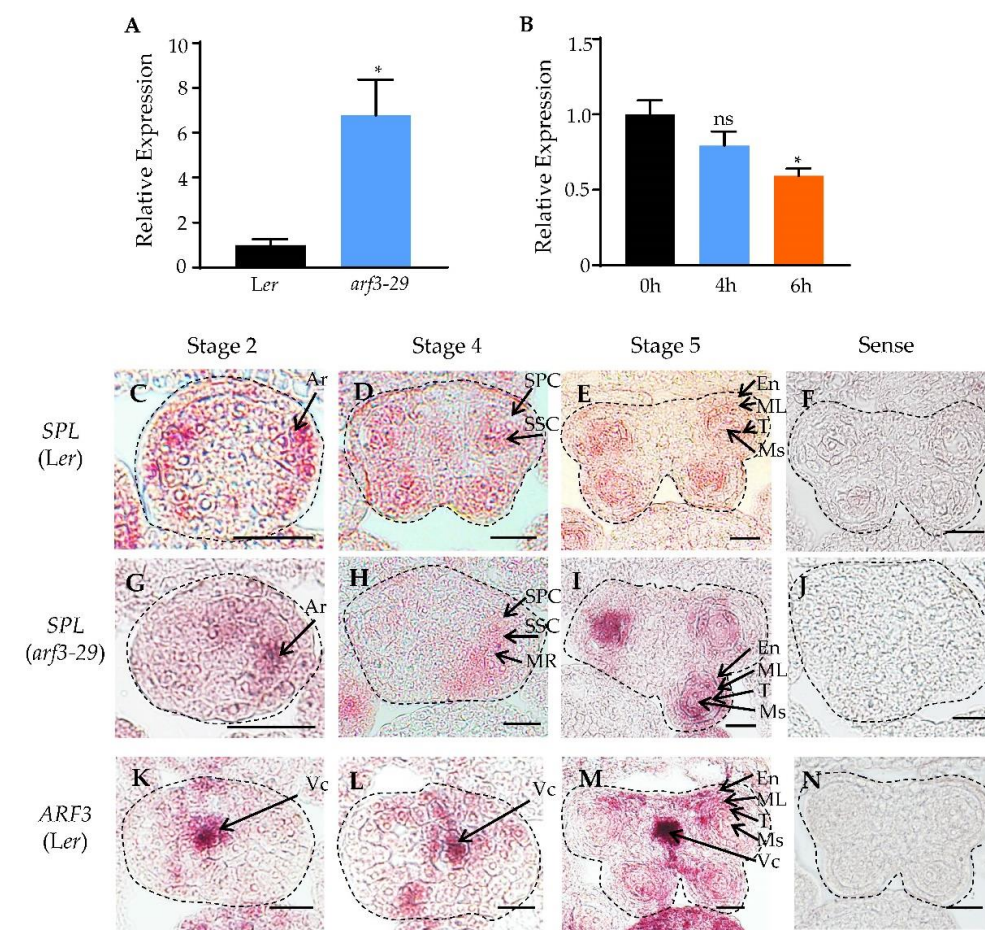 A
Relative Expression
10
8
6
4
2
0
*
Ler
arf3-29
B
Relative Expression
1.5
1.0
0.5
0
ns
*
0h
4h
6h
Stage 2
Stage 4
Stage 5
Sense
SPL
(Ler)
C
Ar
D
SPC
SSC
E
En
ML
T
Ms
F
SPL
(arf3-29)
G
Ar
H
SPC
SSC
MR
I
En
ML
T
Ms
J
ARF3
(Ler)
K
Vc
L
Vc
M
En
ML
T
Ms
Vc
N